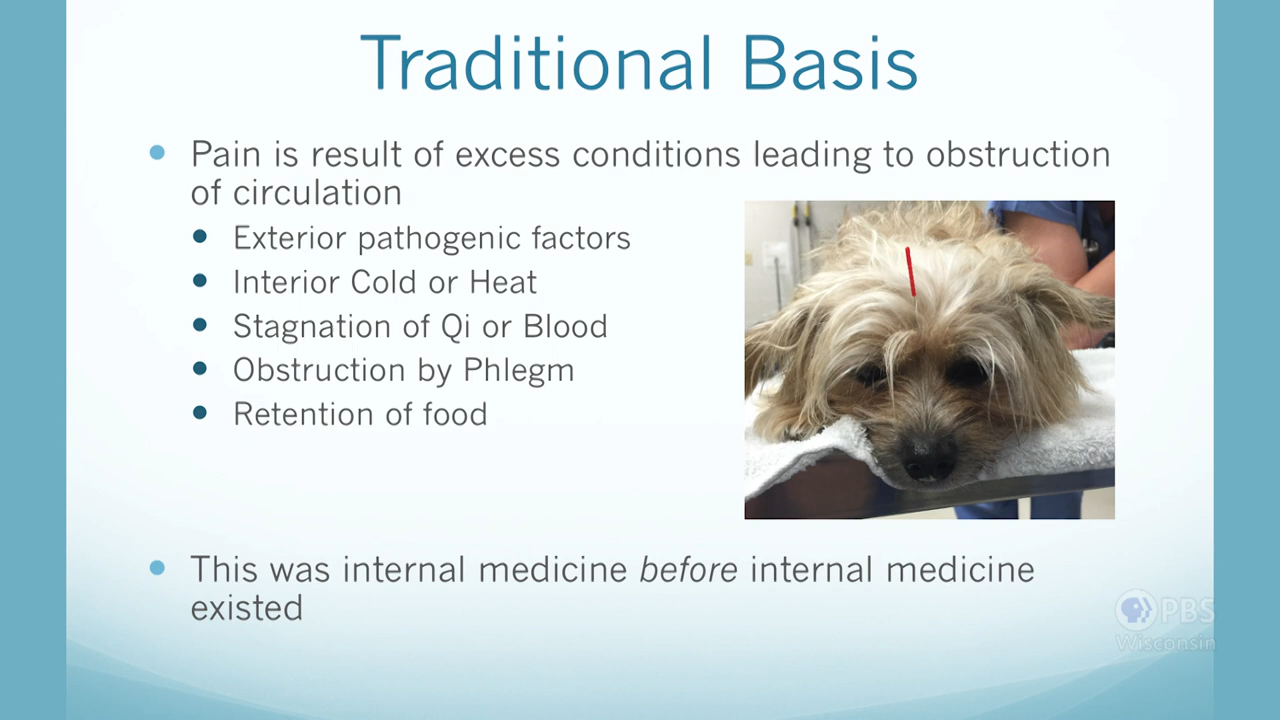 Traditional Basis
Pain is result of excess conditions leading to obstruction
of circulation
Exterior pathogenic factors
Interior Cold or Heat
Stagnation of Qi or Blood
Obstruction by Phlegm
Retention of food
This was internal medicine before internal medicine
existed
PBS
Wisconsin